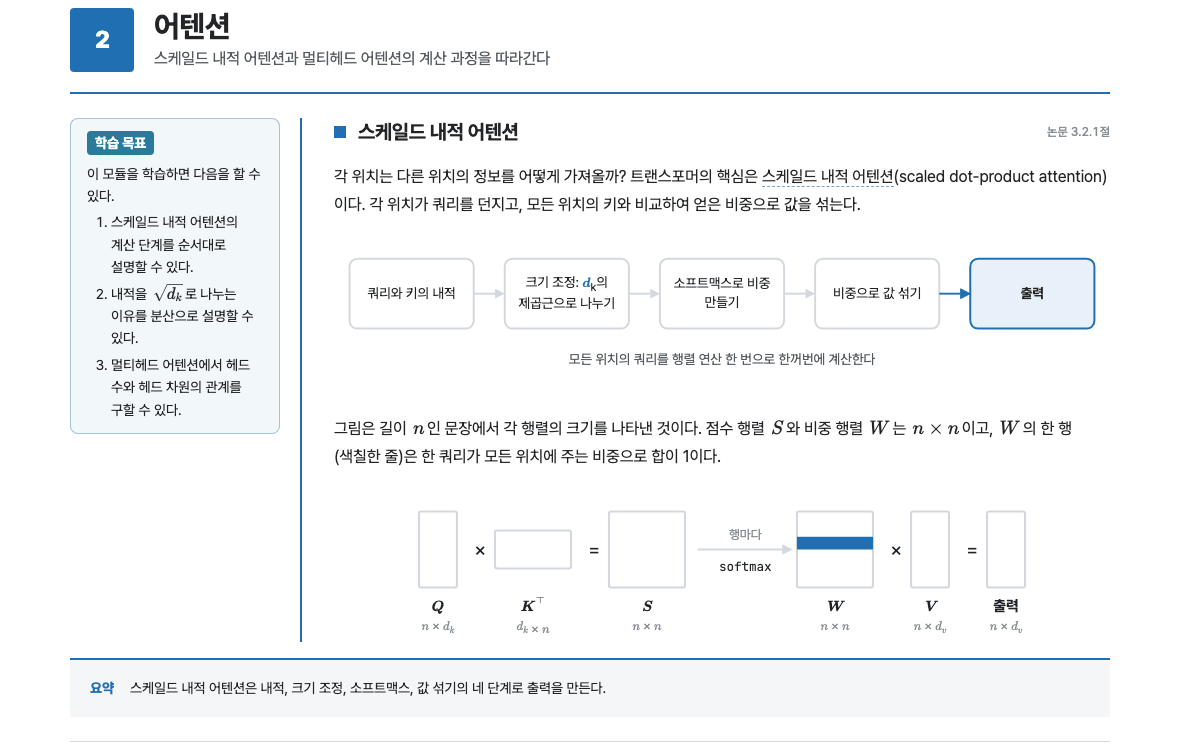 2
어텐션
스케일드 내적 어텐션과 멀티헤드 어텐션의 계산 과정을 따라간다
학습 목표
이 모듈을 학습하면 다음을 할 수
있다.
1. 스케일드 내적 어텐션의
계산 단계를 순서대로
설명할 수 있다.
2. 내적을 √dₖ로 나누는
이유를 분산으로 설명할 수
있다.
3. 멀티헤드 어텐션에서 헤드
수와 헤드 차원의 관계를
구할 수 있다.
스케일드 내적 어텐션
논문 3.2.1절
각 위치는 다른 위치의 정보를 어떻게 가져올까? 트랜스포머의 핵심은 스케일드 내적 어텐션(scaled dot-product attention)
이다. 각 위치가 쿼리를 던지고, 모든 위치의 키와 비교하여 얻은 비중으로 값을 섞는다.
쿼리와 키의 내적
크기 조정: dₖ의
제곱근으로 나누기
소프트맥스로 비중
만들기
비중으로 값 섞기
출력
모든 위치의 쿼리를 행렬 연산 한 번으로 한꺼번에 계산한다
그림은 길이 n인 문장에서 각 행렬의 크기를 나타낸 것이다. 점수 행렬 S와 비중 행렬 W는 n × n이고, W의 한 행
(색칠한 줄)은 한 쿼리가 모든 위치에 주는 비중으로 합이 1이다.
× = 행마다 × =
softmax
Q K⊤ S W V 출력
n × dₖ dₖ × n n × n n × n n × dᵥ n × dᵥ
요약 스케일드 내적 어텐션은 내적, 크기 조정, 소프트맥스, 값 섞기의 네 단계로 출력을 만든다.